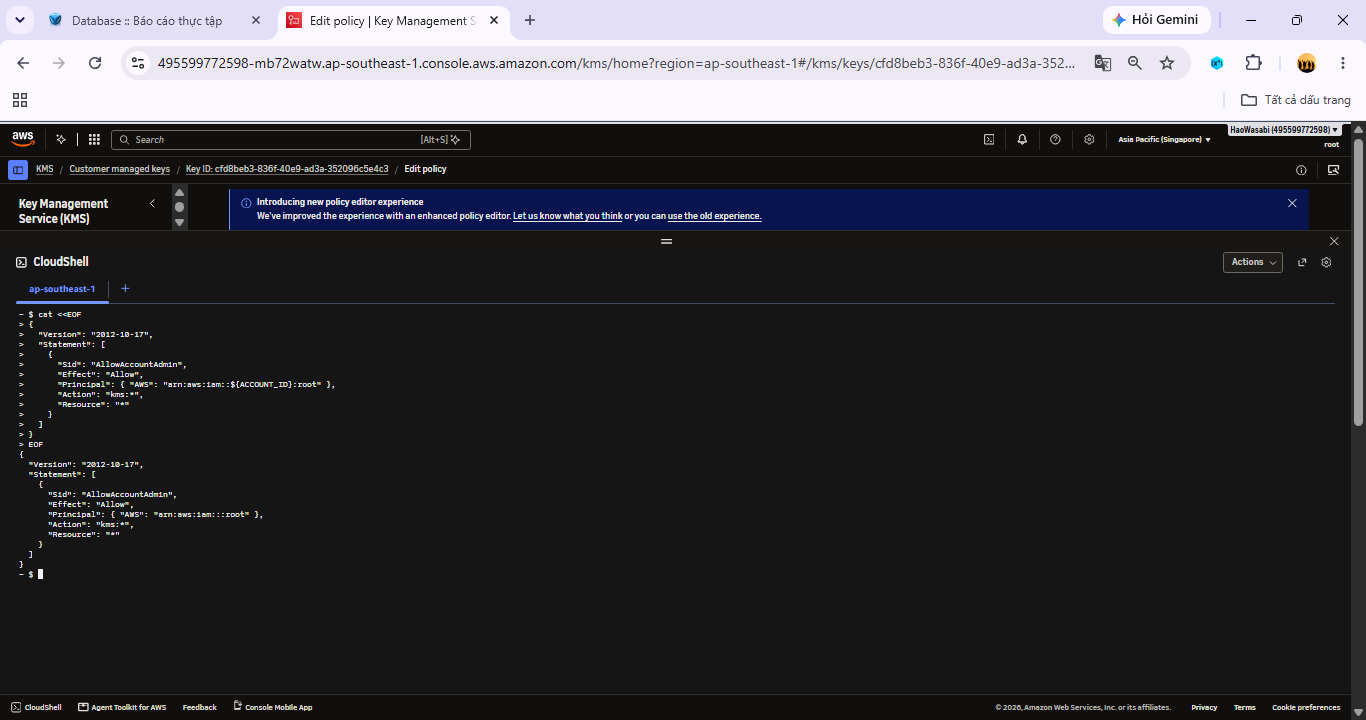 Database :: Báo cáo thực tập
Edit policy | Key Management S
Hỏi Gemini
495599772598-mb72watw.ap-southeast-1.console.aws.amazon.com/kms/home?region=ap-southeast-1#/kms/keys/cfd8beb3-836f-40e9-ad3a-352...
Tất cả dấu trang
aws
Search
[Alt+S]
Asia Pacific (Singapore)
HaoWasabi (495599772598)
root
KMS / Customer managed keys / Key ID: cfd8beb3-836f-40e9-ad3a-352096c5e4c3 / Edit policy
Key Management
Service (KMS)
Introducing new policy editor experience
We've improved the experience with an enhanced policy editor. Let us know what you think or you can use the old experience.
CloudShell
Actions
ap-southeast-1
~ $ cat <<EOF
> {
>   "Version": "2012-10-17",
>   "Statement": [
>     {
>       "Sid": "AllowAccountAdmin",
>       "Effect": "Allow",
>       "Principal": { "AWS": "arn:aws:iam::${ACCOUNT_ID}:root" },
>       "Action": "kms:*",
>       "Resource": "*"
>     }
>   ]
> }
> EOF
{
  "Version": "2012-10-17",
  "Statement": [
    {
      "Sid": "AllowAccountAdmin",
      "Effect": "Allow",
      "Principal": { "AWS": "arn:aws:iam:::root" },
      "Action": "kms:*",
      "Resource": "*"
    }
  ]
}
~ $
CloudShell
Agent Toolkit for AWS
Feedback
Console Mobile App
© 2026, Amazon Web Services, Inc. or its affiliates.
Privacy
Terms
Cookie preferences